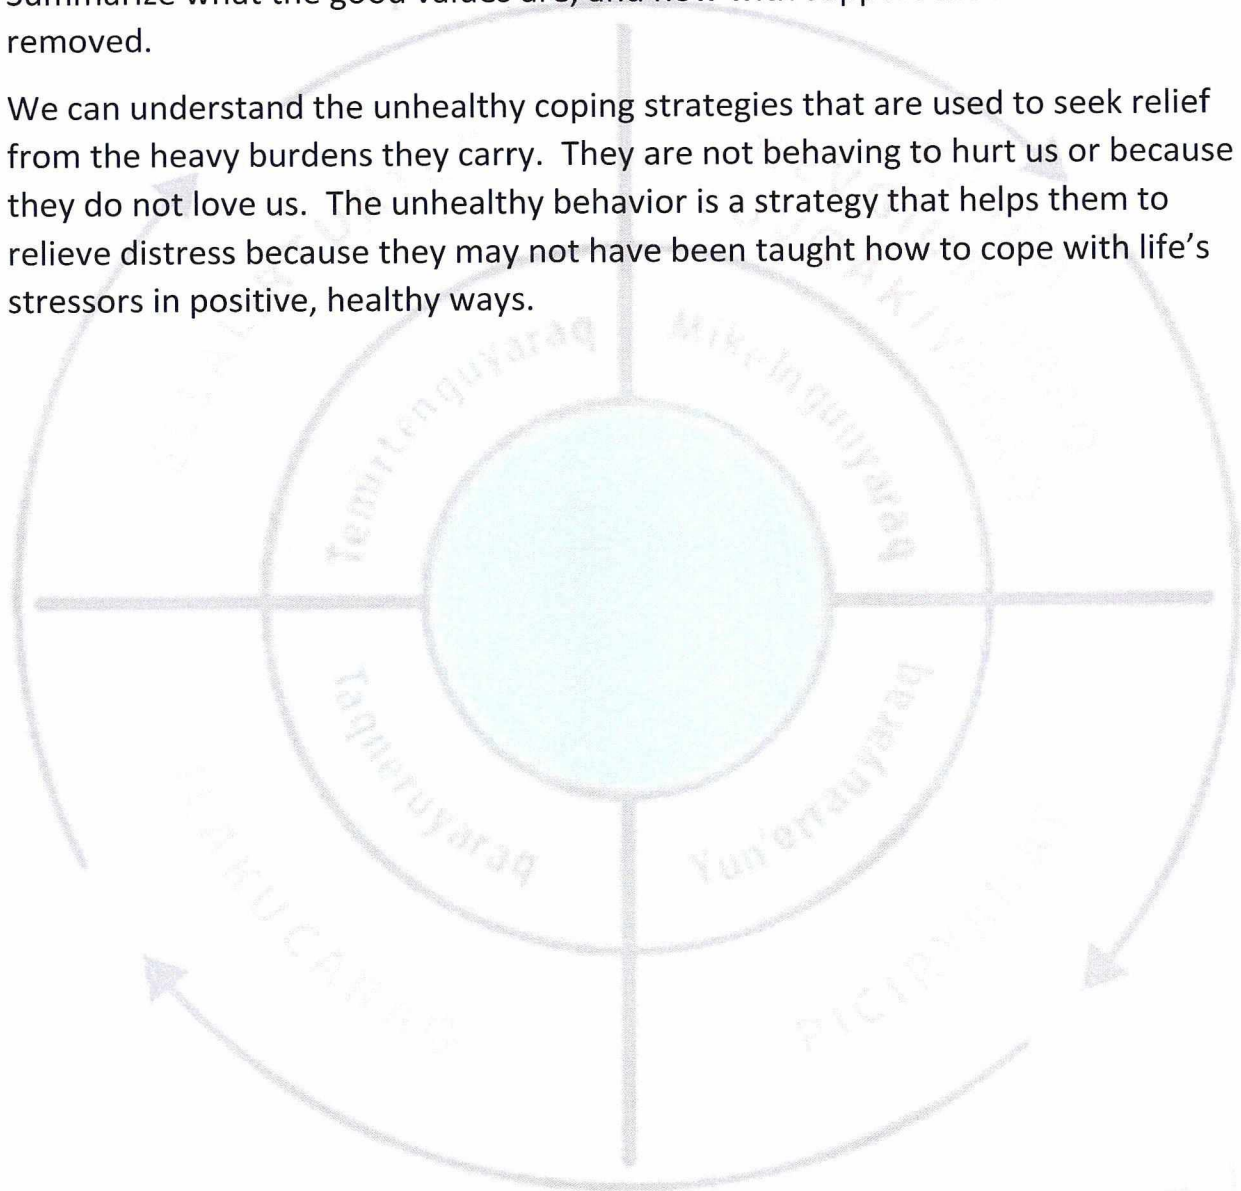 removed.
We can understand the unhealthy coping strategies that are used to seek relief
from the heavy burdens they carry. They are not behaving to hurt us or because
they do not love us. The unhealthy behavior is a strategy that helps them to
relieve distress because they may not have been taught how to cope with life's
stressors in positive, healthy ways.
Temirtenguyaraq
Mikelnguuyaraq
Taqneruyaraq
Yun'errauyaraq